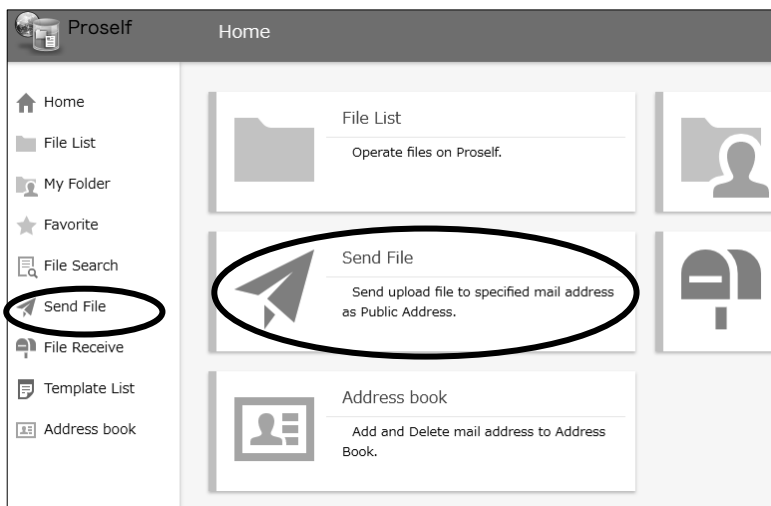 Proself
Home
Home
File List
My Folder
Favorite
File Search
Send File
File Receive
Template List
Address book
File List
Operate files on Proself.
Send File
Send upload file to specified mail address
as Public Address.
Address book
Add and Delete mail address to Address
Book.